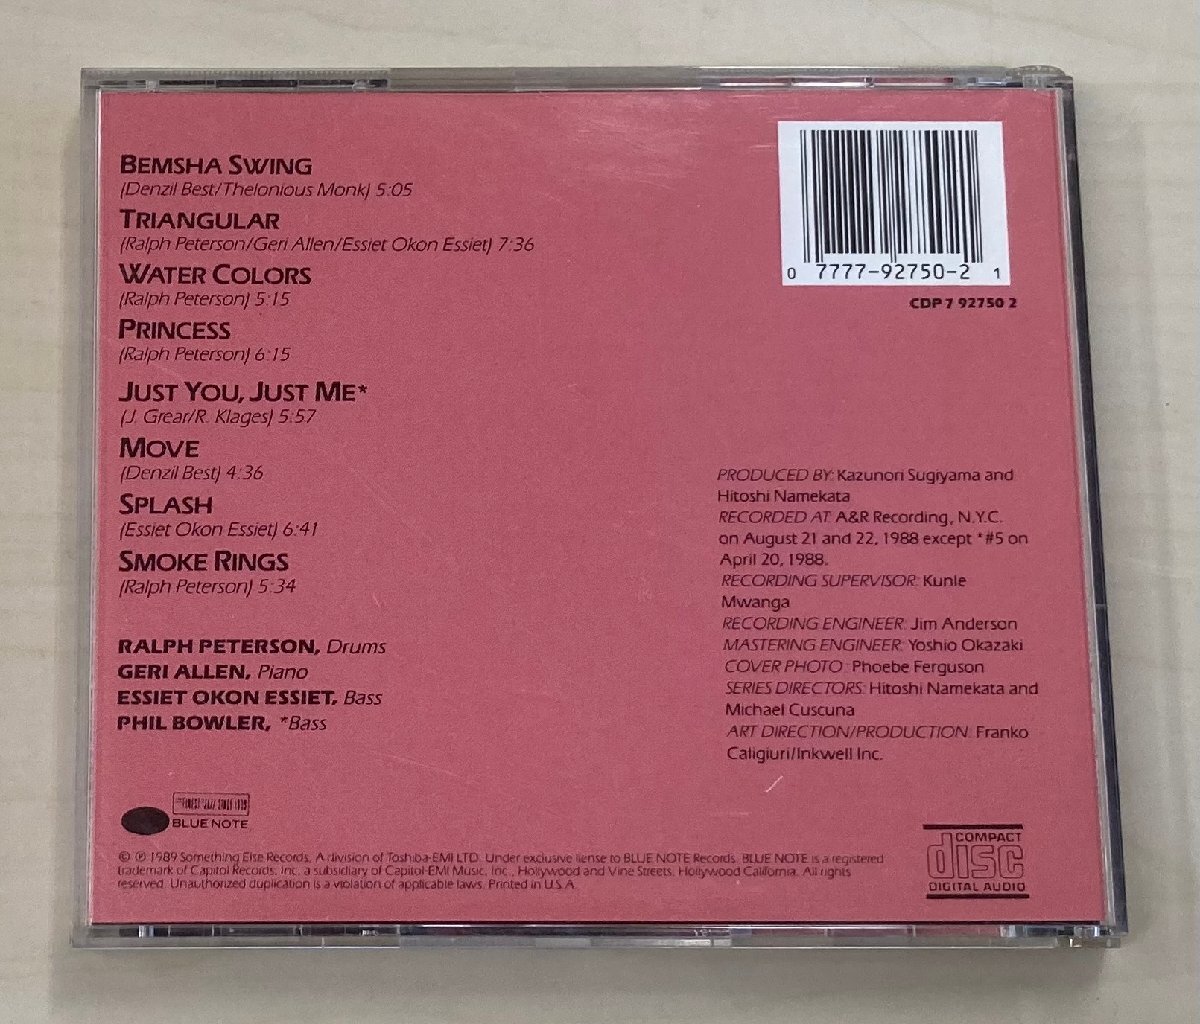 BEMSHA SWING
(Denzil Best/Thelonious Monk) 5:05
TRIANGULAR
(Ralph Peterson/Geri Allen/Essiet Okon Essiet) 7:36
WATER COLORS
(Ralph Peterson) 5:15
PRINCESS
(Ralph Peterson) 6:15
JUST YOU, JUST ME*
(J. Grear/R. Klages) 5:57
MOVE
(Denzil Best) 4:36
SPLASH
(Essiet Okon Essiet) 6:41
SMOKE RINGS
(Ralph Peterson) 5:34
RALPH PETERSON, Drums
GERI ALLEN, Piano
ESSIET OKON ESSIET, Bass
PHIL BOWLER, *Bass
0 7777-92750-2 1
CDP 7 92750 2
PRODUCED BY: Kazunori Sugiyama and
Hitoshi Namekata
RECORDED AT: A&R Recording, N.Y.C.
on August 21 and 22, 1988 except *#5 on
April 20, 1988.
RECORDING SUPERVISOR: Kunle
Mwanga
RECORDING ENGINEER: Jim Anderson
MASTERING ENGINEER: Yoshio Okazaki
COVER PHOTO: Phoebe Ferguson
SERIES DIRECTORS: Hitoshi Namekata and
Michael Cuscuna
ART DIRECTION/PRODUCTION: Franko
Caligiuri/Inkwell Inc.
THE FINEST IN JAZZ SINCE 1939
BLUE NOTE
© ℗ 1989 Something Else Records, A division of Toshiba-EMI LTD. Under exclusive license to BLUE NOTE Records. BLUE NOTE is a registered
trademark of Capitol Records, Inc., a subsidiary of Capitol-EMI Music, Inc., Hollywood and Vine Streets, Hollywood California. All rights
reserved. Unauthorized duplication is a violation of applicable laws. Printed in U.S.A.
COMPACT
disc
DIGITAL AUDIO